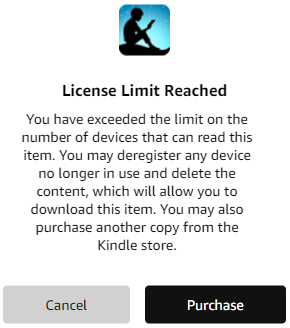 License Limit Reached
You have exceeded the limit on the
number of devices that can read this
item. You may deregister any device
no longer in use and delete the
content, which will allow you to
download this item. You may also
purchase another copy from the
Kindle store.
Cancel
Purchase